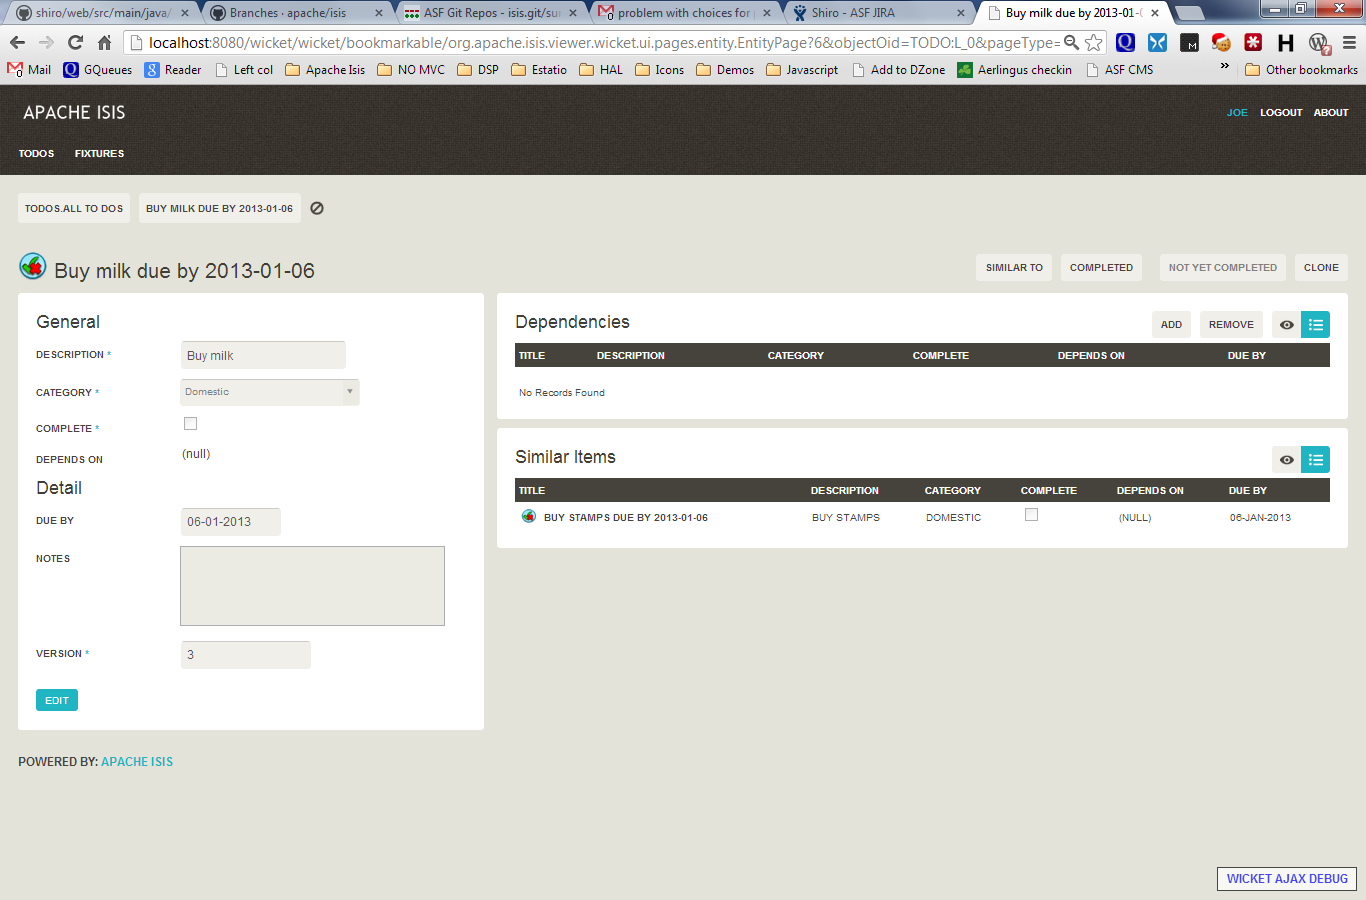 shiro/web/src/main/java/
Branches · apache/isis
ASF Git Repos - isis.git/sur
problem with choices for
Shiro - ASF JIRA
Buy milk due by 2013-01-
localhost:8080/wicket/wicket/bookmarkable/org.apache.isis.viewer.wicket.ui.pages.entity.EntityPage?6&objectOid=TODO:L_0&pageType=
Mail GQueues Reader Left col Apache Isis NO MVC DSP Estatio HAL Icons Demos Javascript Add to DZone Aerlingus checkin ASF CMS » Other bookmarks
APACHE ISIS
JOE LOGOUT ABOUT
TODOS FIXTURES
TODOS.ALL TO DOS BUY MILK DUE BY 2013-01-06
Buy milk due by 2013-01-06
SIMILAR TO COMPLETED NOT YET COMPLETED CLONE
General
DESCRIPTION * Buy milk
CATEGORY * Domestic
COMPLETE *
DEPENDS ON (null)
Detail
DUE BY 06-01-2013
NOTES
VERSION * 3
EDIT
Dependencies
ADD REMOVE
TITLE DESCRIPTION CATEGORY COMPLETE DEPENDS ON DUE BY
No Records Found
Similar Items
TITLE DESCRIPTION CATEGORY COMPLETE DEPENDS ON DUE BY
BUY STAMPS DUE BY 2013-01-06 BUY STAMPS DOMESTIC (NULL) 06-JAN-2013
POWERED BY: APACHE ISIS
WICKET AJAX DEBUG